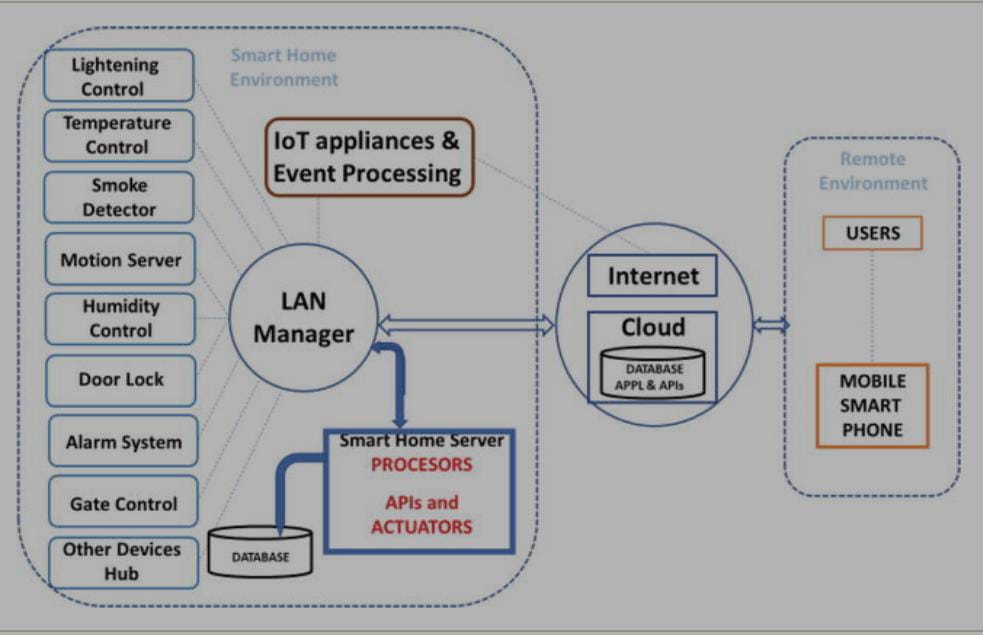 Smart Home
Environment
Lightening
Control
Temperature
Control
Smoke
Detector
Motion Server
Humidity
Control
Door Lock
Alarm System
Gate Control
Other Devices
Hub
IoT appliances &
Event Processing
LAN
Manager
Smart Home Server
PROCESORS
APIs and
ACTUATORS
DATABASE
Internet
Cloud
DATABASE
APPL & APIs
Remote
Environment
USERS
MOBILE
SMART
PHONE